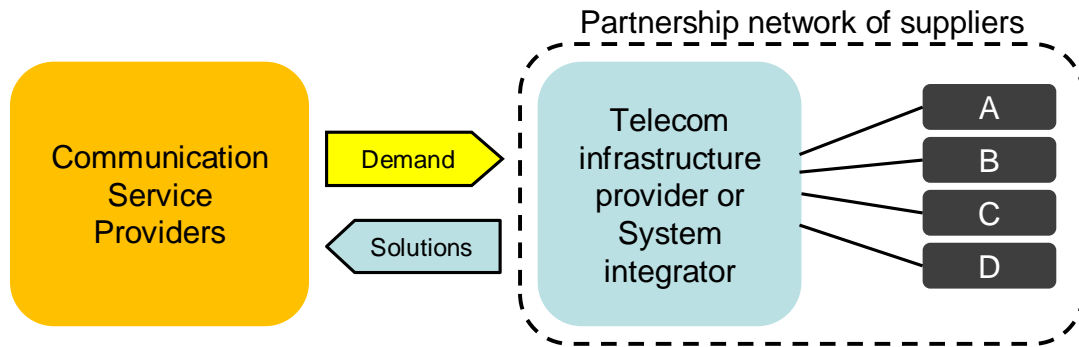 Partnership network of suppliers
Communication
Service
Providers
Demand
Solutions
Telecom
infrastructure
provider or
System
integrator
A
B
C
D